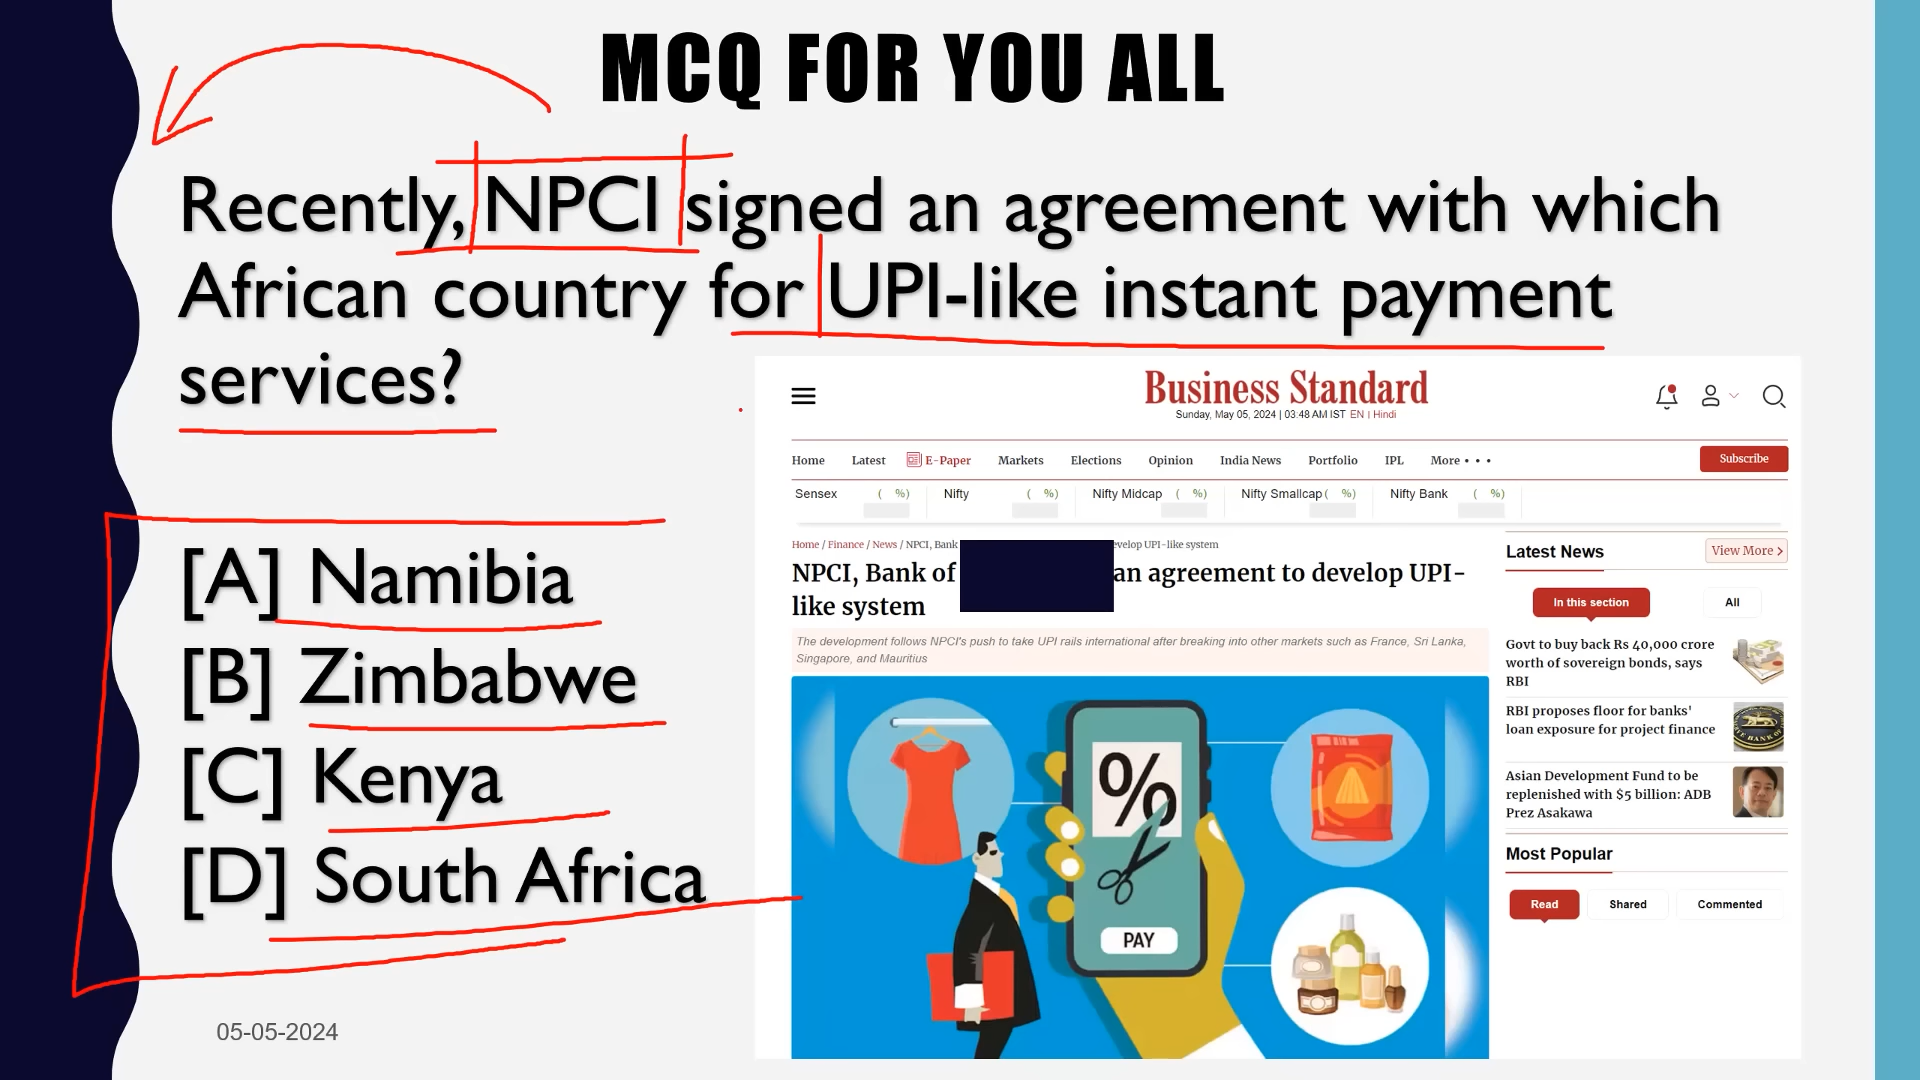 MCQ FOR YOU ALL
Recently, NPCI signed an agreement with which
African country for UPI-like instant payment
services?
[A] Namibia
[B] Zimbabwe
[C] Kenya
[D] South Africa
05-05-2024
Business Standard
Sunday, May 05, 2024 | 03:48 AM IST EN | Hindi
Home Latest E-Paper Markets Elections Opinion India News Portfolio IPL More • • • Subscribe
Sensex ( %) Nifty ( %) Nifty Midcap ( %) Nifty Smallcap ( %) Nifty Bank ( %)
Home / Finance / News / NPCI, Bank evelop UPI-like system
NPCI, Bank of an agreement to develop UPI-
like system
The development follows NPCI's push to take UPI rails international after breaking into other markets such as France, Sri Lanka,
Singapore, and Mauritius
%
PAY
Latest News View More >
In this section All
Govt to buy back Rs 40,000 crore
worth of sovereign bonds, says
RBI
RBI proposes floor for banks'
loan exposure for project finance
Asian Development Fund to be
replenished with $5 billion: ADB
Prez Asakawa
Most Popular
Read Shared Commented